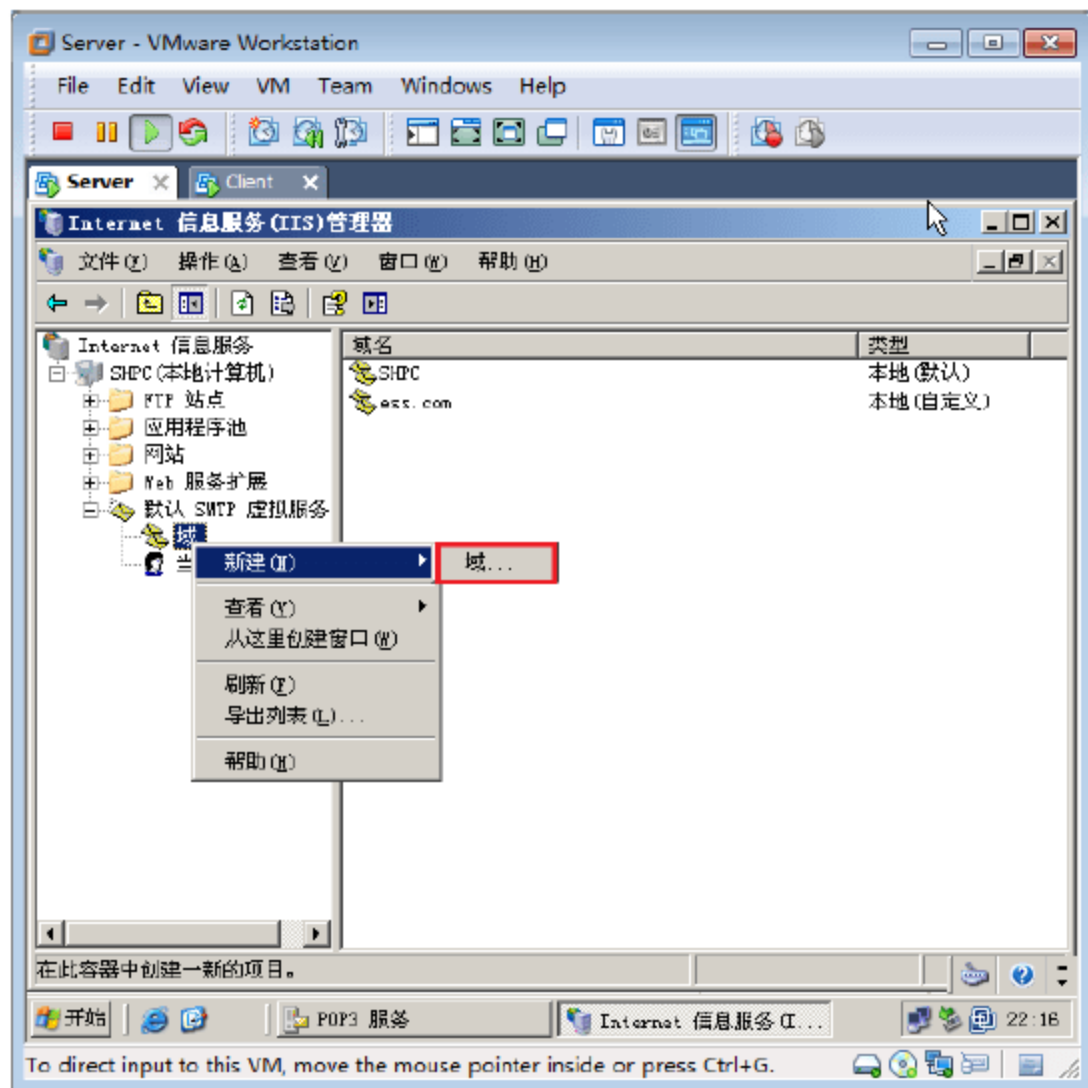 Server - VMware Workstation
File Edit View VM Team Windows Help
Server Client
Internet 信息服务(IIS)管理器
文件(F) 操作(A) 查看(V) 窗口(W) 帮助(H)
Internet 信息服务
SHPC(本地计算机)
FTP 站点
应用程序池
网站
Web 服务扩展
默认 SMTP 虚拟服务
域
当
域名 类型
SHPC 本地(默认)
ess.com 本地(自定义)
新建(N)
域...
查看(V)
从这里创建窗口(W)
刷新(F)
导出列表(L)...
帮助(H)
在此容器中创建一新的项目。
开始 POP3 服务 Internet 信息服务(I... 22:16
To direct input to this VM, move the mouse pointer inside or press Ctrl+G.